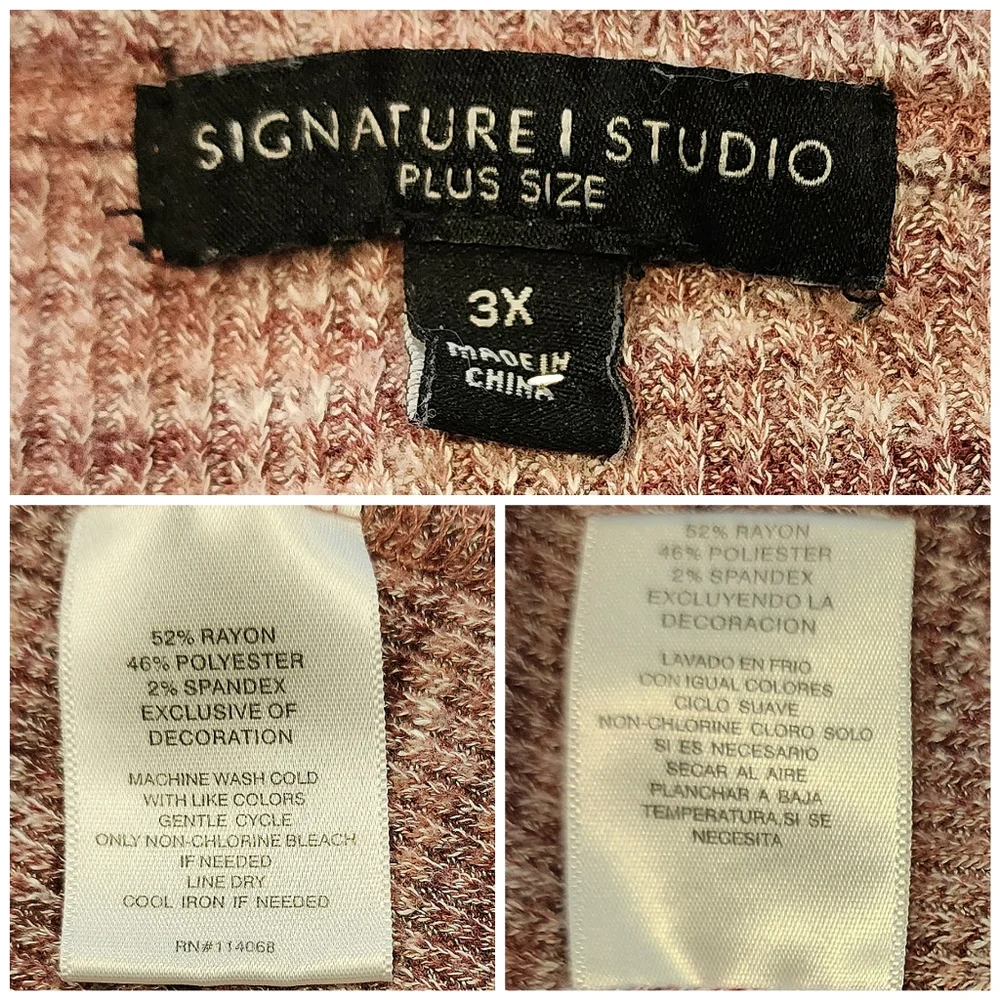 SIGNATURE | STUDIO
PLUS SIZE
3X
MADE IN
CHINA
52% RAYON
46% POLYESTER
2% SPANDEX
EXCLUSIVE OF
DECORATION
MACHINE WASH COLD
WITH LIKE COLORS
GENTLE CYCLE
ONLY NON-CHLORINE BLEACH
IF NEEDED
LINE DRY
COOL IRON IF NEEDED
RN#114068
52% RAYON
46% POLIESTER
2% SPANDEX
EXCLUYENDO LA
DECORACION
LAVADO EN FRIO
CON IGUAL COLORES
CICLO SUAVE
NON-CHLORINE CLORO SOLO
SI ES NECESARIO
SECAR AL AIRE
PLANCHAR A BAJA
TEMPERATURA,SI SE
NECESITA